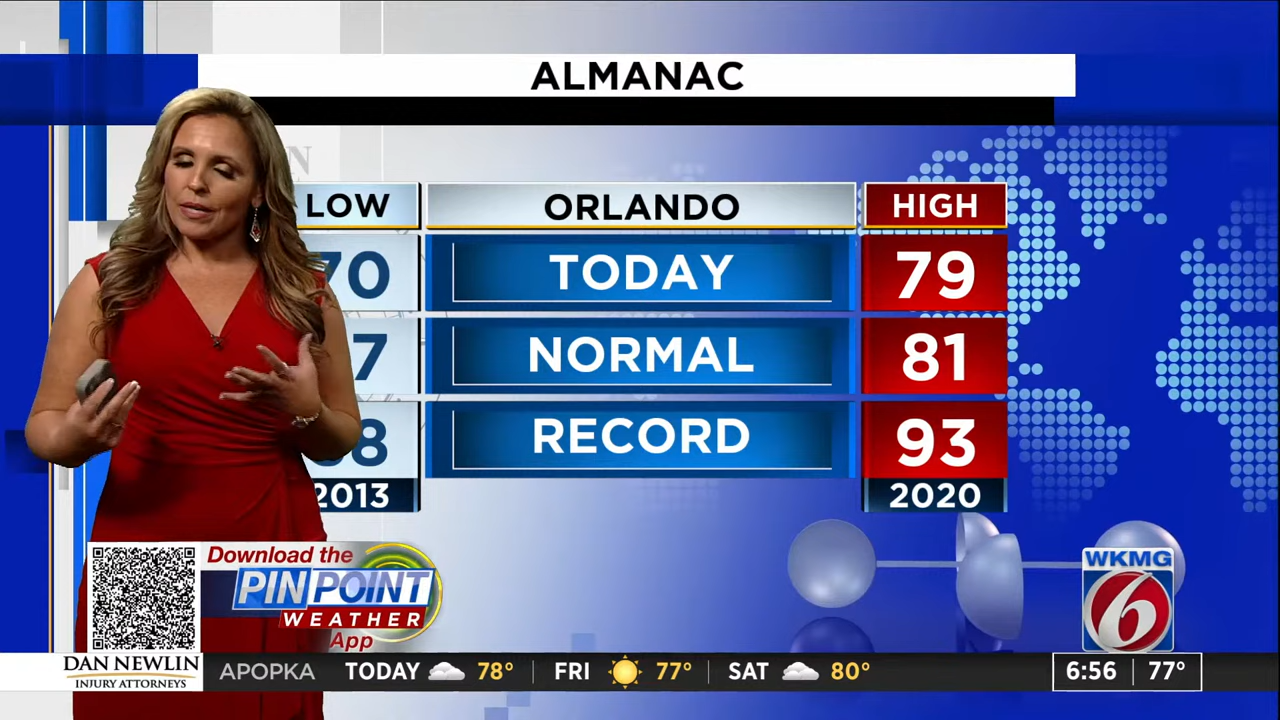 ALMANAC
LOW ORLANDO HIGH
70 TODAY 79
7 NORMAL 81
8 RECORD 93
2013 2020
Download the
PINPOINT
WEATHER
App
WKMG
6
DAN NEWLIN
INJURY ATTORNEYS
APOPKA TODAY 78° FRI 77° SAT 80° 6:56 77°